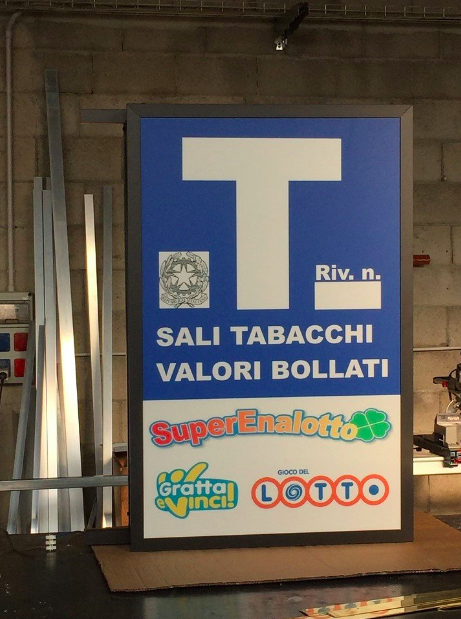 T
Riv. n.
SALI TABACCHI
VALORI BOLLATI
SuperEnalotto
Gratta
e Vinci!
GIOCO DEL
LOTTO